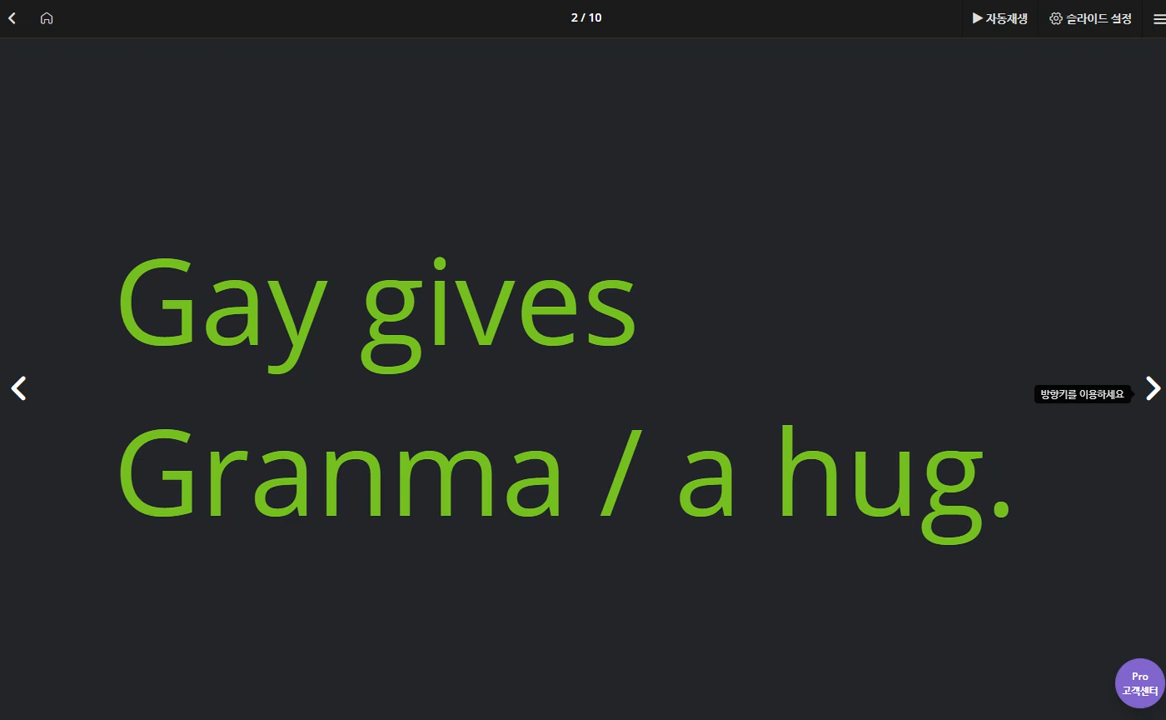 2 / 10
▶ 자동재생
슬라이드 설정
Gay gives
방향키를 이용하세요
Granma / a hug.
Pro
고객센터